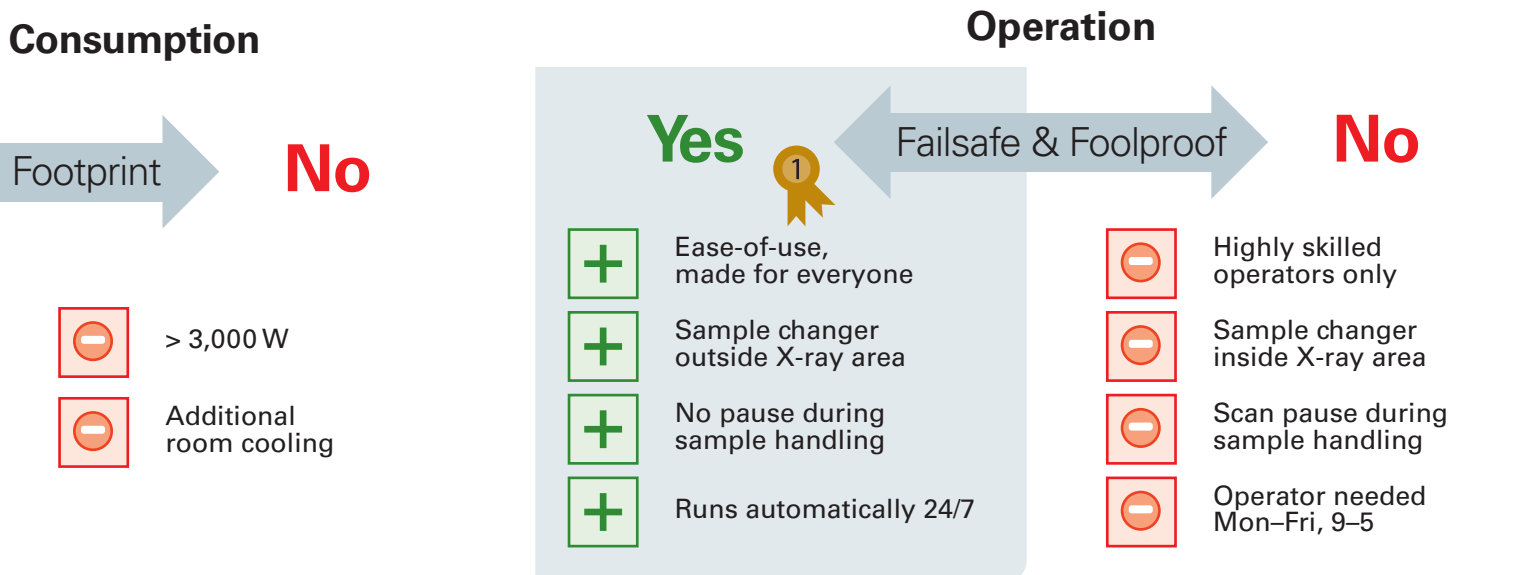 Consumption
Footprint
No
> 3,000 W
Additional
room cooling
Operation
Yes
1
Failsafe & Foolproof
No
Ease-of-use,
made for everyone
Sample changer
outside X-ray area
No pause during
sample handling
Runs automatically 24/7
Highly skilled
operators only
Sample changer
inside X-ray area
Scan pause during
sample handling
Operator needed
Mon–Fri, 9–5